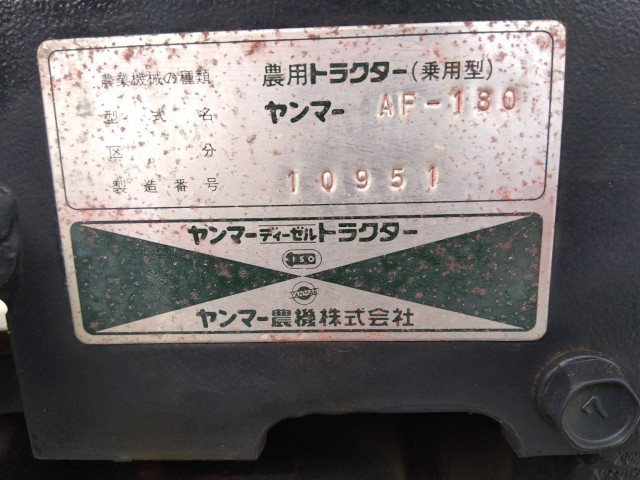 農業機械の種類 農用トラクター(乗用型)
型式名 ヤンマー AF-180
区分
製造番号 10951
ヤンマーディーゼルトラクター
ISO
YANMAR
ヤンマー農機株式会社
7